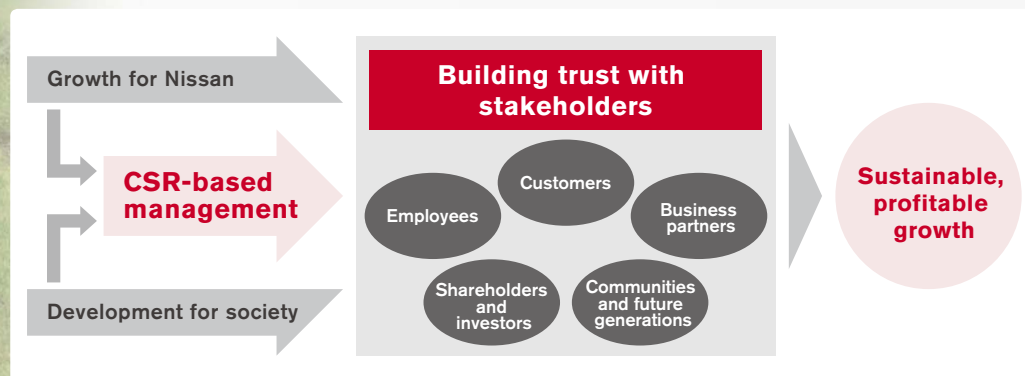 Growth for Nissan
CSR-based
management
Development for society
Building trust with
stakeholders
Customers
Employees
Business
partners
Shareholders
and
investors
Communities
and future
generations
Sustainable,
profitable
growth